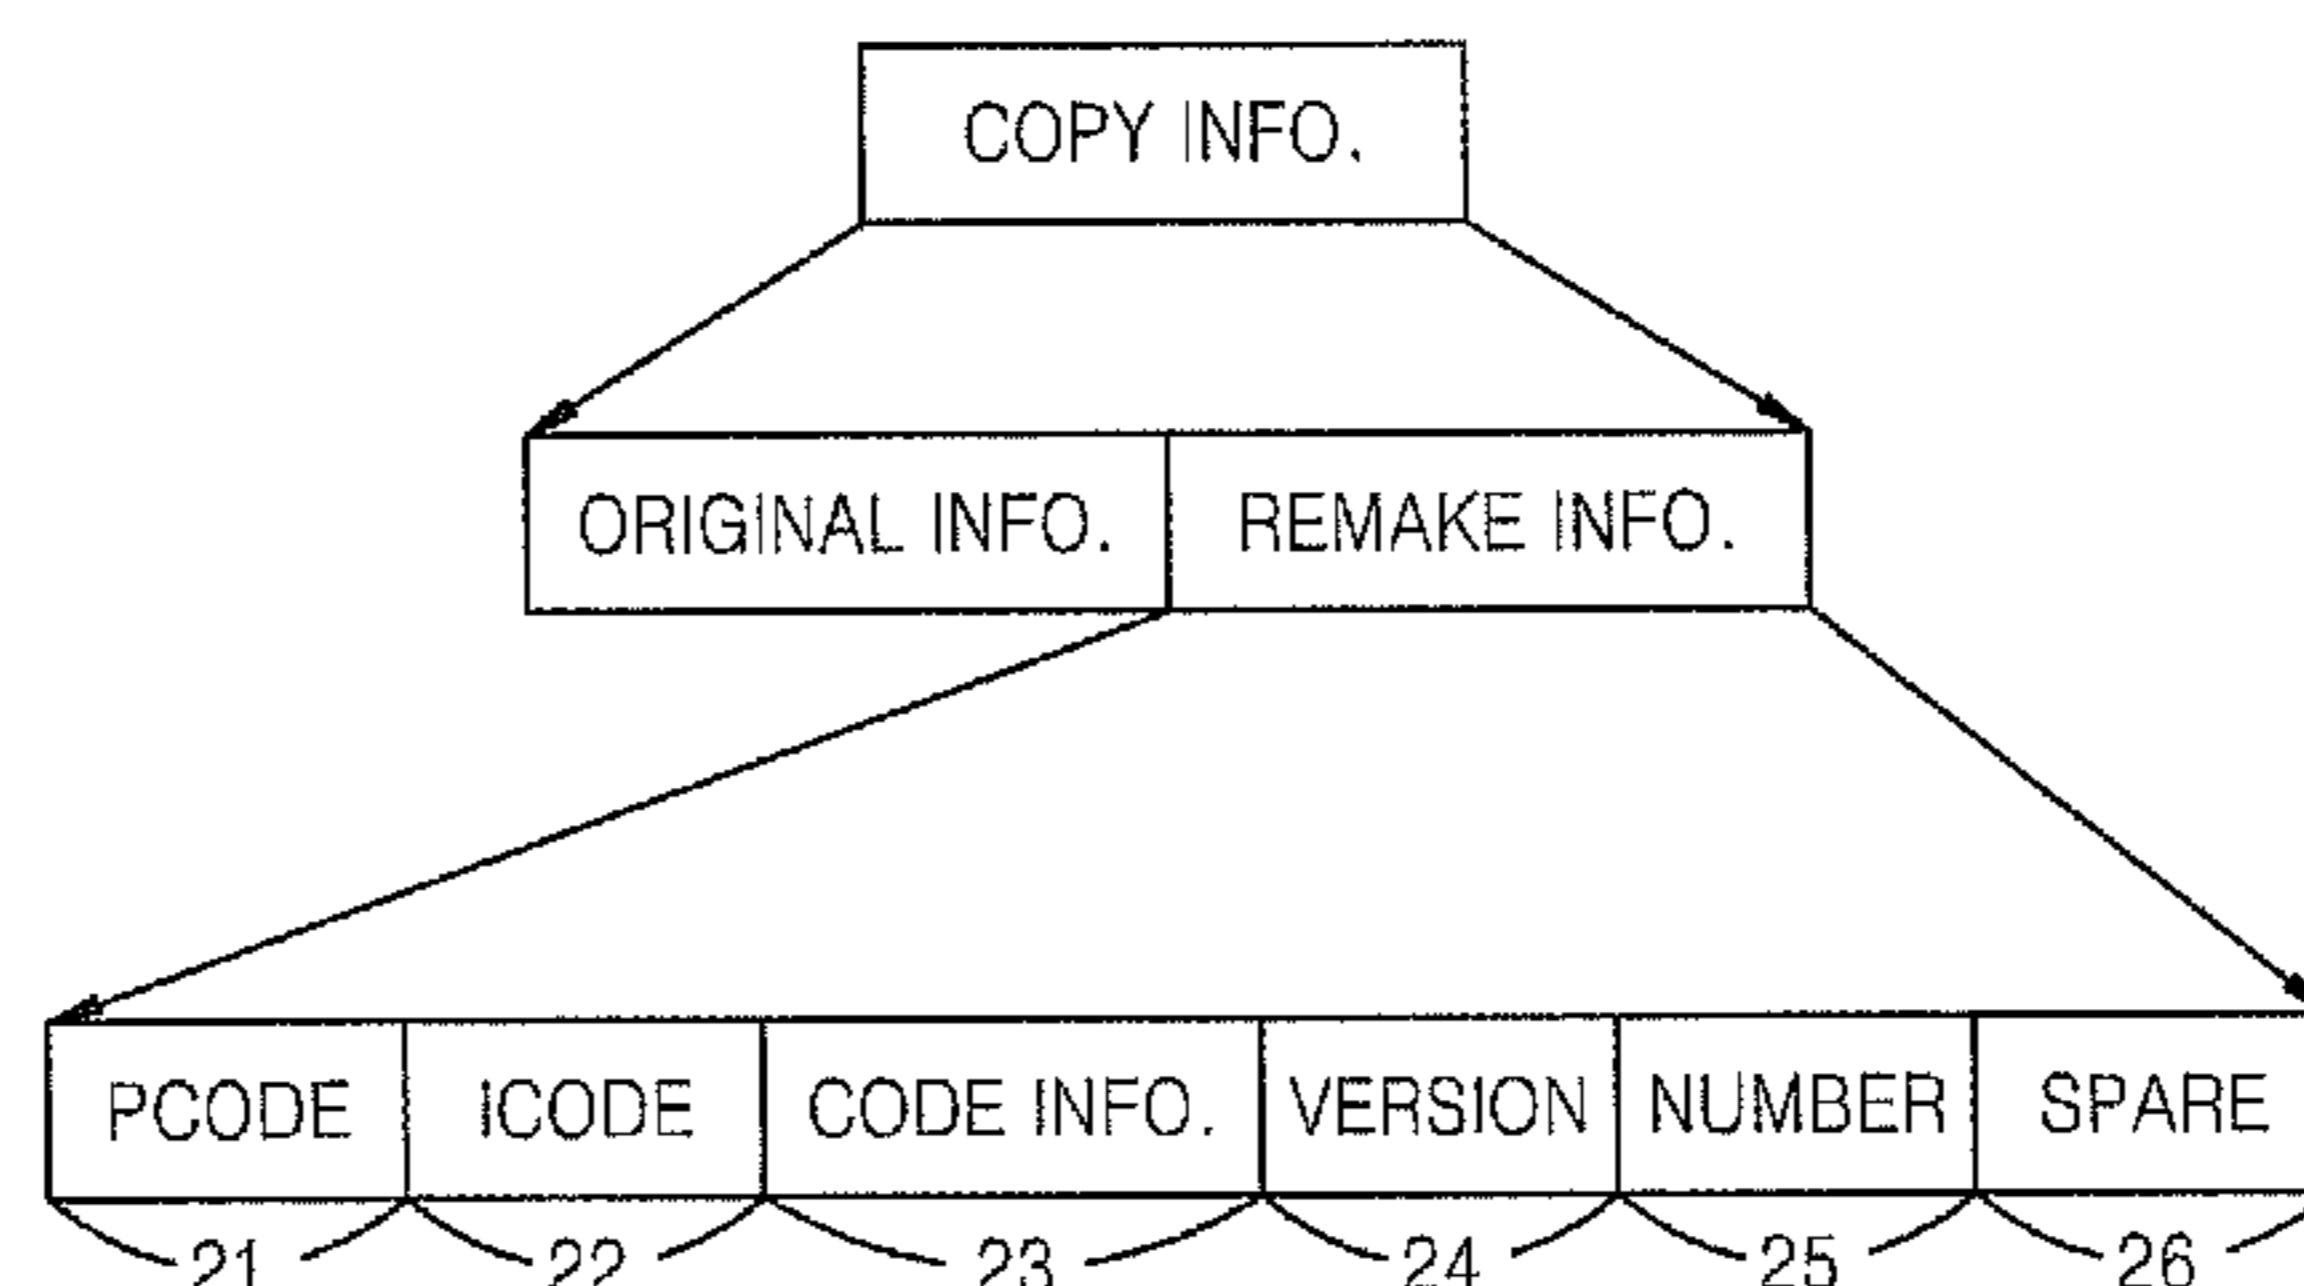 COPY INFO.
ORIGINAL INFO. REMAKE INFO.
PCODE ICODE CODE INFO. VERSION NUMBER SPARE
21 22 23 24 25 26